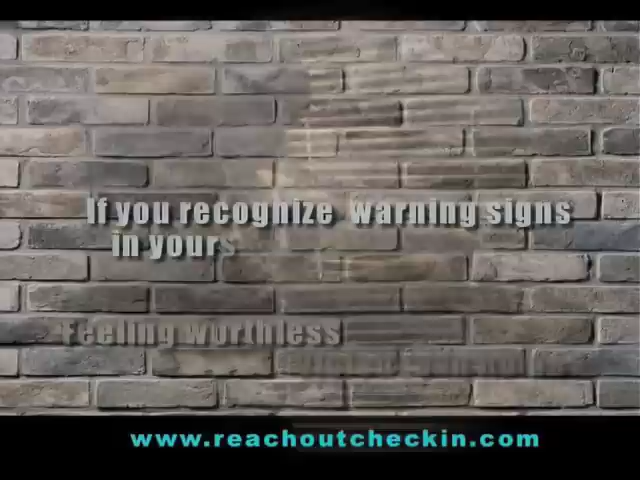 If you recognize warning signs
in yours
Feeling worthless
www.reachoutcheckin.com